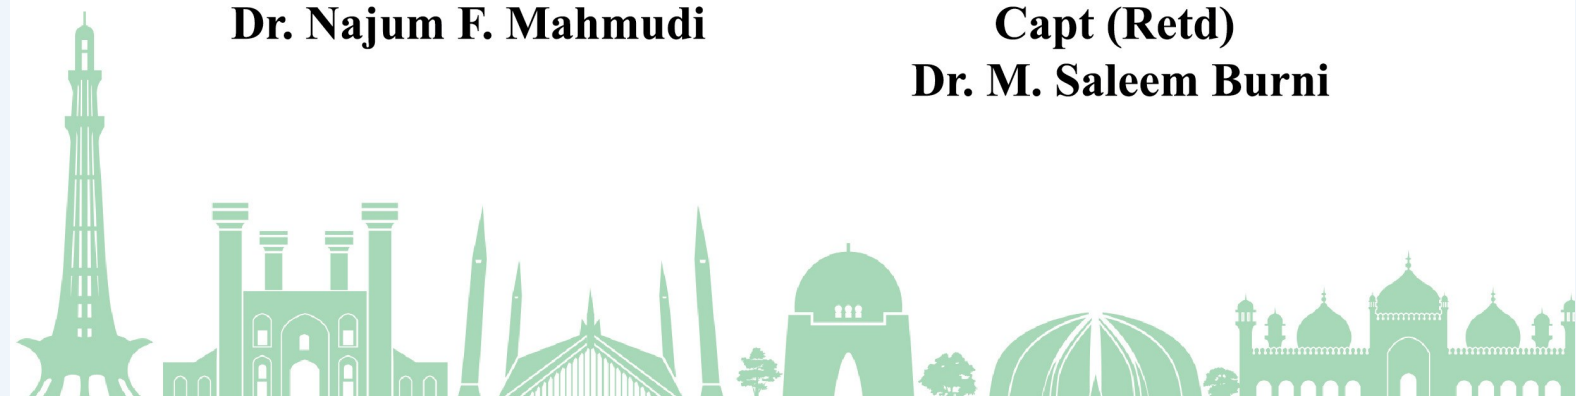 Dr. Najum F. Mahmudi
Capt (Retd)
Dr. M. Saleem Burni